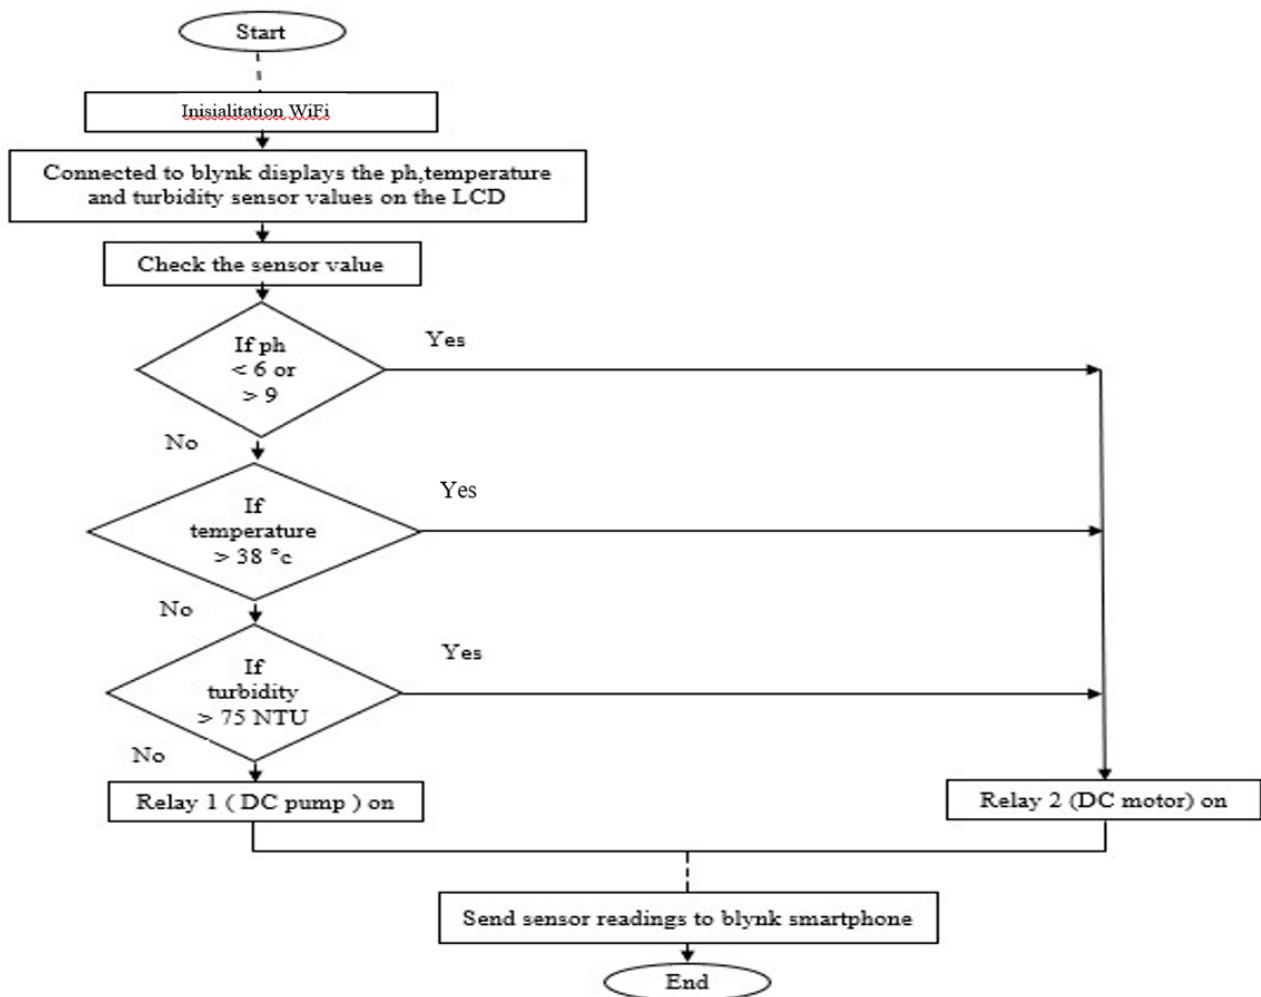 Start
Inisialitation WiFi
Connected to blynk displays the ph,temperature
and turbidity sensor values on the LCD
Check the sensor value
If ph
< 6 or
> 9
Yes
No
If
temperature
> 38 °c
Yes
No
If
turbidity
> 75 NTU
Yes
No
Relay 1 ( DC pump ) on
Relay 2 (DC motor) on
Send sensor readings to blynk smartphone
End